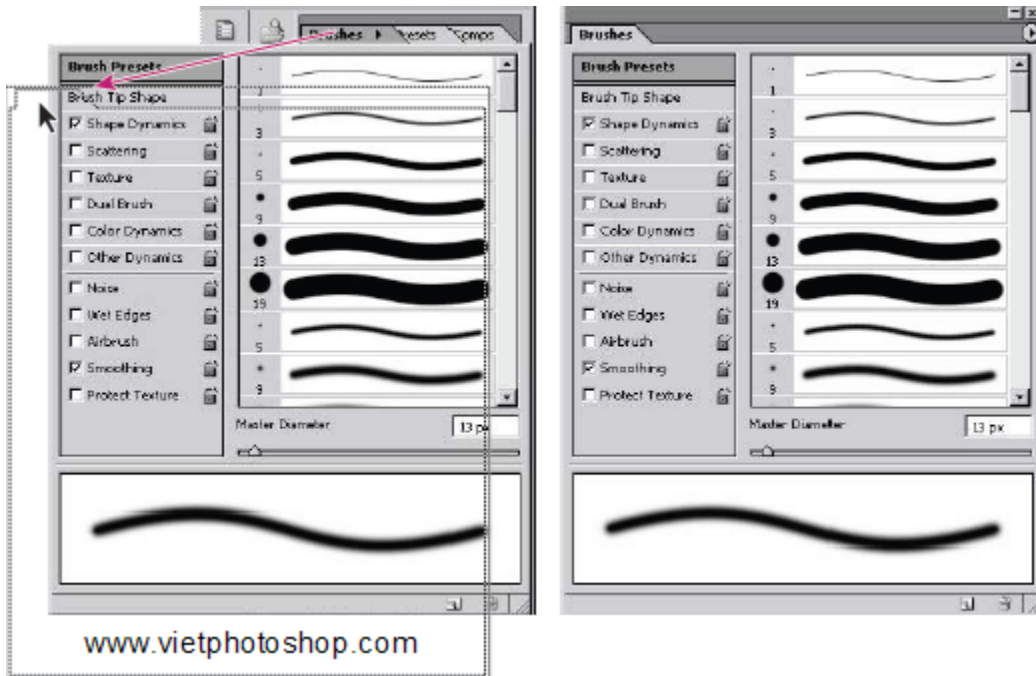 Brushes Presets Comps
Brush Presets
Brush Tip Shape
Shape Dynamics
Scattering
Texture
Dual Brush
Color Dynamics
Other Dynamics
Noise
Wet Edges
Airbrush
Smoothing
Protect Texture
1
3
5
9
13
19
5
9
Master Diameter
13 px
www.vietphotoshop.com
Brushes
Brush Presets
Brush Tip Shape
Shape Dynamics
Scattering
Texture
Dual Brush
Color Dynamics
Other Dynamics
Noise
Wet Edges
Airbrush
Smoothing
Protect Texture
1
3
5
9
13
19
5
9
Master Diameter
13 px